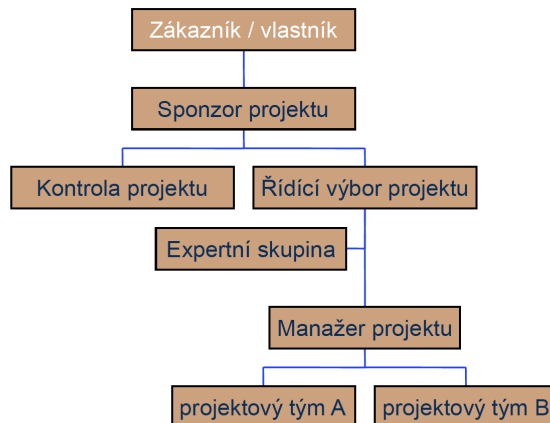 Zákazník / vlastník
Sponzor projektu
Kontrola projektu
Řídící výbor projektu
Expertní skupina
Manažer projektu
projektový tým A
projektový tým B